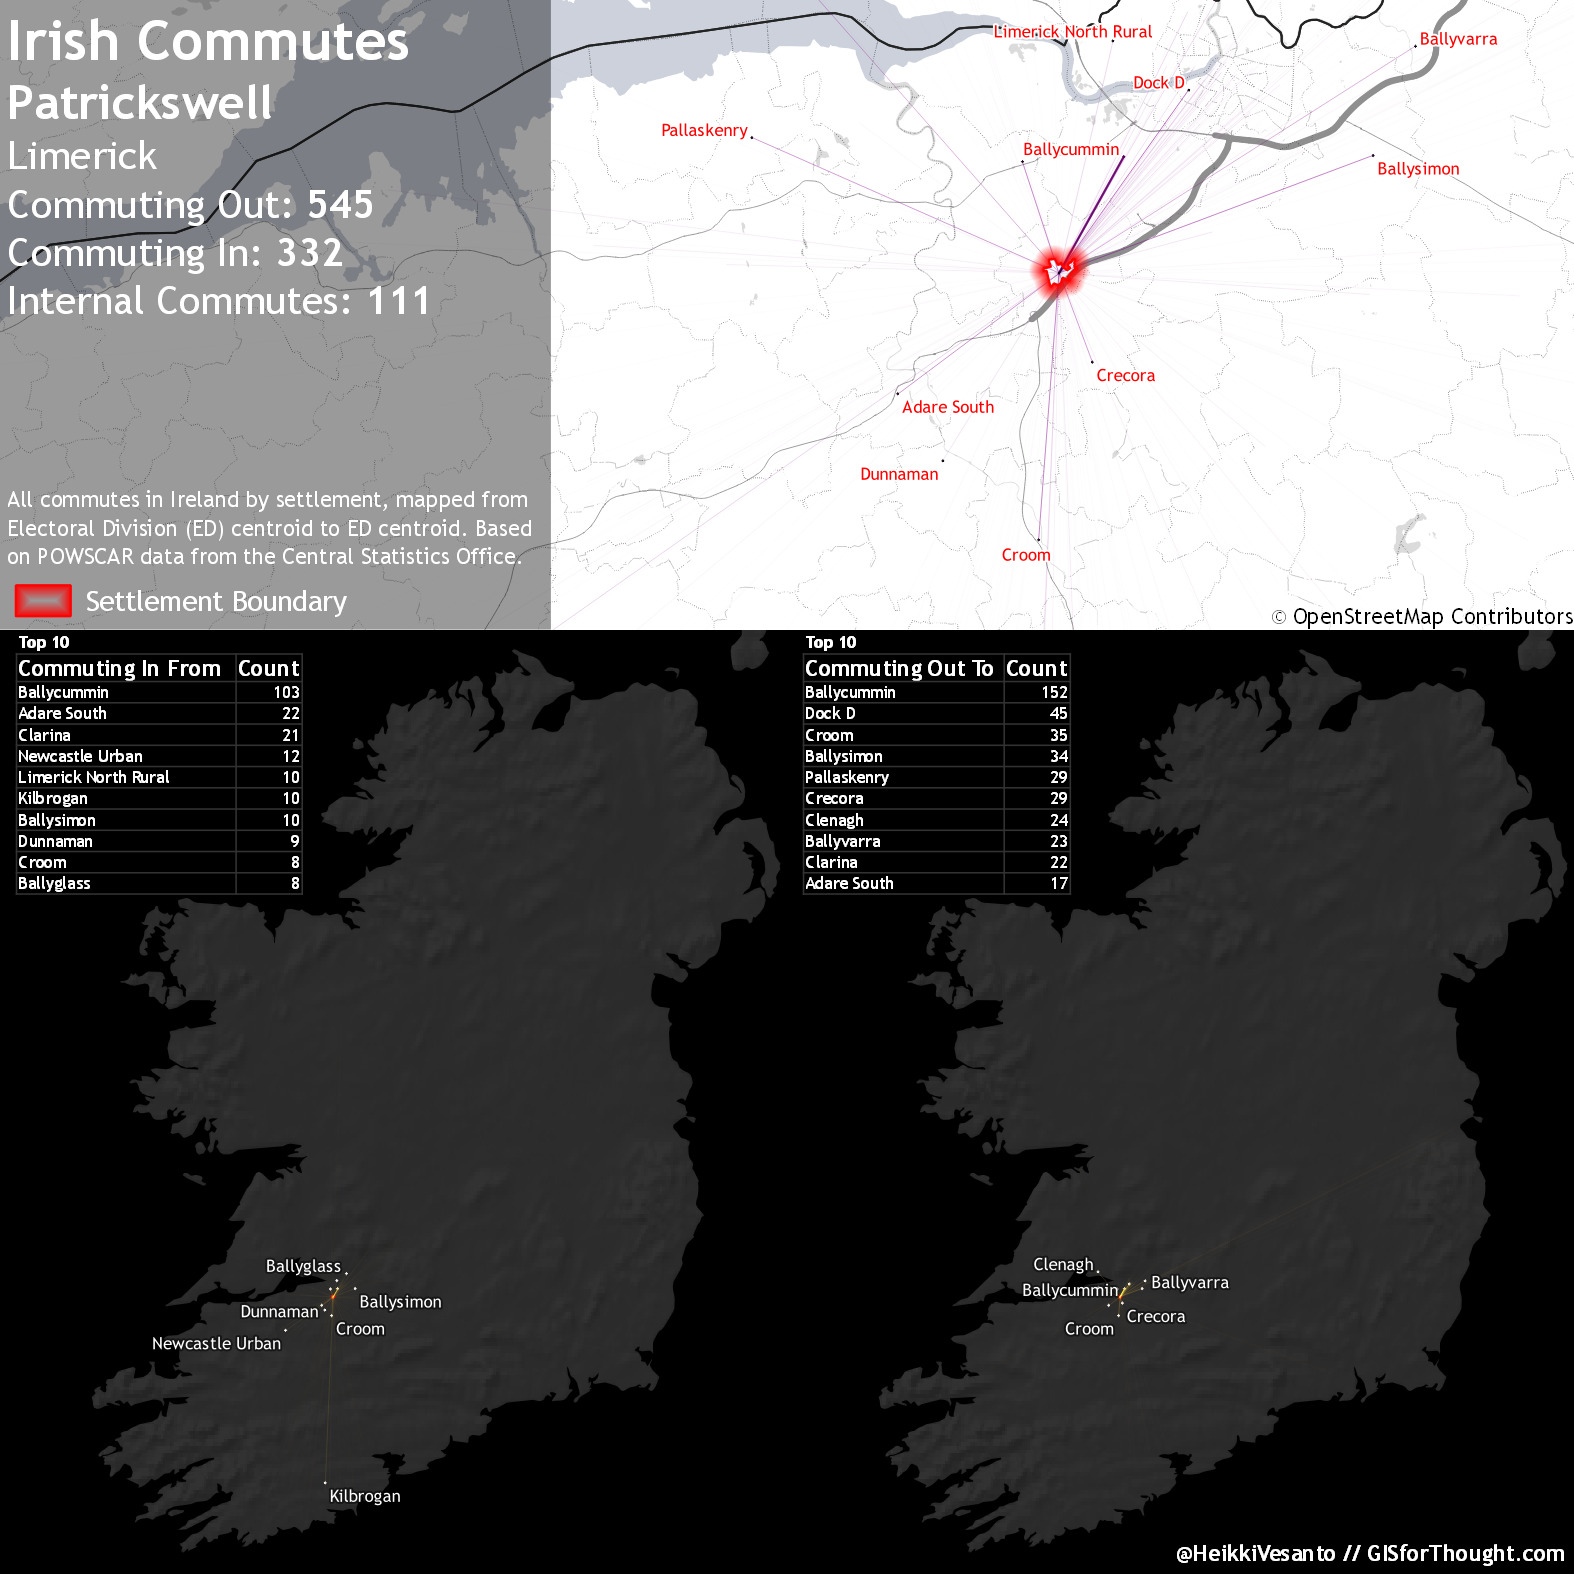 Irish Commutes
Patrickswell
Limerick
Commuting Out: 545
Commuting In: 332
Internal Commutes: 111
All commutes in Ireland by settlement, mapped from
Electoral Division (ED) centroid to ED centroid. Based
on POWSCAR data from the Central Statistics Office.
Settlement Boundary
Limerick North Rural
Ballyvarra
Dock D
Pallaskenry
Ballycummin
Ballysimon
Crecora
Adare South
Dunnaman
Croom
© OpenStreetMap Contributors
Top 10
Commuting In From Count
Ballycummin 103
Adare South 22
Clarina 21
Newcastle Urban 12
Limerick North Rural 10
Kilbrogan 10
Ballysimon 10
Dunnaman 9
Croom 8
Ballyglass 8
Top 10
Commuting Out To Count
Ballycummin 152
Dock D 45
Croom 35
Ballysimon 34
Pallaskenry 29
Crecora 29
Clenagh 24
Ballyvarra 23
Clarina 22
Adare South 17
Ballyglass
Ballysimon
Dunnaman
Croom
Newcastle Urban
Kilbrogan
Clenagh
Ballyvarra
Ballycummin
Crecora
Croom
@HeikkiVesanto // GISforThought.com